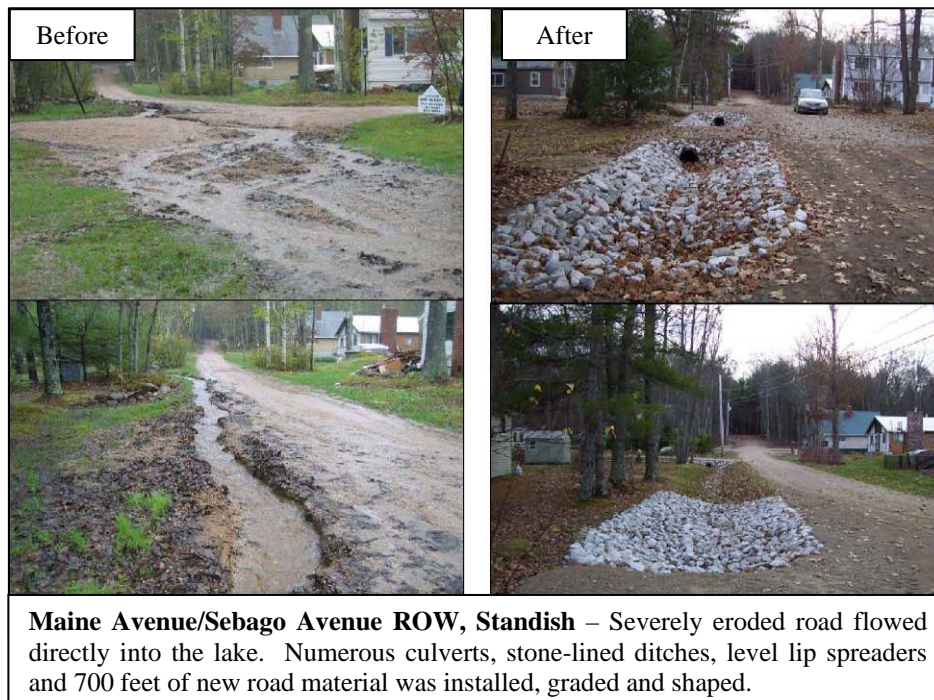 Before
After
Maine Avenue/Sebago Avenue ROW, Standish – Severely eroded road flowed
directly into the lake. Numerous culverts, stone-lined ditches, level lip spreaders
and 700 feet of new road material was installed, graded and shaped.